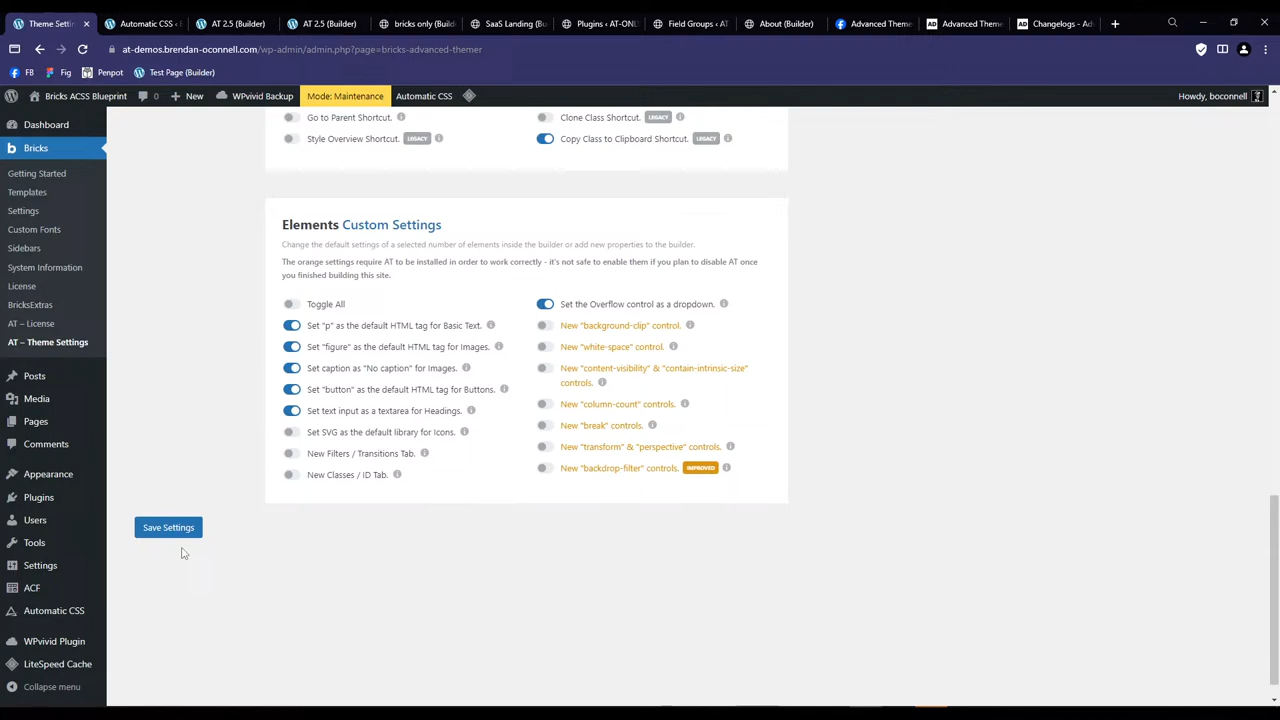 Theme Setting
Automatic CSS ‹
AT 2.5 (Builder)
AT 2.5 (Builder)
bricks only (Build
SaaS Landing (Bu
Plugins ‹ AT-ONL
Field Groups ‹ AT
About (Builder)
Advanced Theme
Advanced Theme
Changelogs - Adv
at-demos.brendan-oconnell.com/wp-admin/admin.php?page=bricks-advanced-themer
FB
Fig
Penpot
Test Page (Builder)
Bricks ACSS Blueprint
0
New
WPvivid Backup
Mode: Maintenance
Automatic CSS
Howdy, boconnell
Dashboard
Bricks
Getting Started
Templates
Settings
Custom Fonts
Sidebars
System Information
License
BricksExtras
AT – License
AT – Theme Settings
Posts
Media
Pages
Comments
Appearance
Plugins
Users
Tools
Settings
ACF
Automatic CSS
WPvivid Plugin
LiteSpeed Cache
Collapse menu
Go to Parent Shortcut.
Style Overview Shortcut. LEGACY
Clone Class Shortcut. LEGACY
Copy Class to Clipboard Shortcut. LEGACY
Elements Custom Settings
Change the default settings of a selected number of elements inside the builder or add new properties to the builder.
The orange settings require AT to be installed in order to work correctly - it's not safe to enable them if you plan to disable AT once
you finished building this site.
Toggle All
Set "p" as the default HTML tag for Basic Text.
Set "figure" as the default HTML tag for Images.
Set caption as "No caption" for Images.
Set "button" as the default HTML tag for Buttons.
Set text input as a textarea for Headings.
Set SVG as the default library for Icons.
New Filters / Transitions Tab.
New Classes / ID Tab.
Set the Overflow control as a dropdown.
New "background-clip" control.
New "white-space" control.
New "content-visibility" & "contain-intrinsic-size"
controls.
New "column-count" controls.
New "break" controls.
New "transform" & "perspective" controls.
New "backdrop-filter" controls. IMPROVED
Save Settings